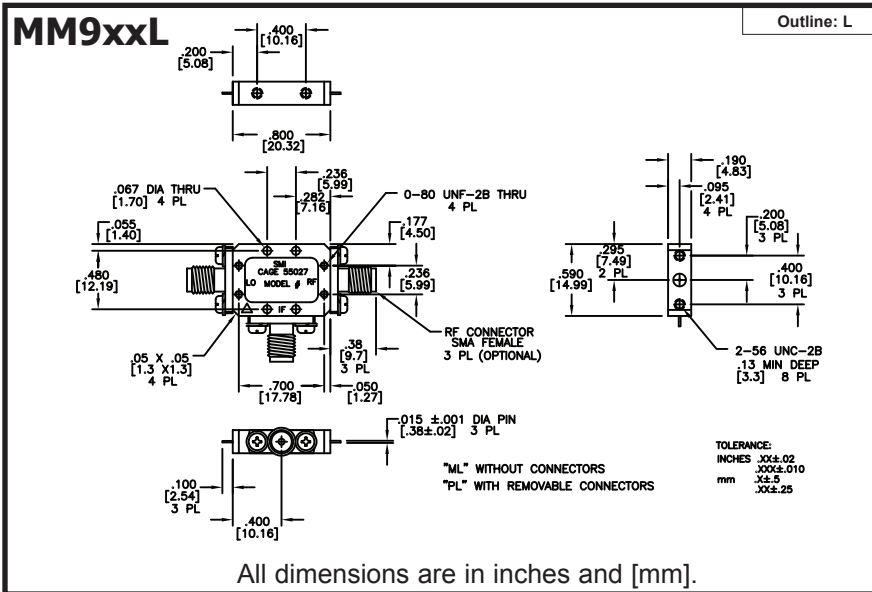 MM9xxL
Outline: L
.400
[10.16]
.200
[5.08]
.800
[20.32]
.236
[5.99]
.282
[7.16]
.067 DIA THRU
[1.70] 4 PL
0-80 UNF-2B THRU
4 PL
.055
[1.40]
.177
[4.50]
.480
[12.19]
.236
[5.99]
SMI
CAGE 55027
LO MODEL # RF
IF
RF CONNECTOR
SMA FEMALE
3 PL (OPTIONAL)
.38
[9.7]
3 PL
.05 X .05
[1.3 X1.3]
4 PL
.700
[17.78]
.050
[1.27]
.190
[4.83]
.095
[2.41]
4 PL
.200
[5.08]
3 PL
.295
[7.49]
2 PL
.590
[14.99]
.400
[10.16]
3 PL
2-56 UNC-2B
.13 MIN DEEP
[3.3] 8 PL
.015 ±.001 DIA PIN
[.38±.02] 3 PL
.100
[2.54]
3 PL
.400
[10.16]
"ML" WITHOUT CONNECTORS
"PL" WITH REMOVABLE CONNECTORS
TOLERANCE:
INCHES .XX±.02
.XXX±.010
mm .X±.5
.XX±.25
All dimensions are in inches and [mm].